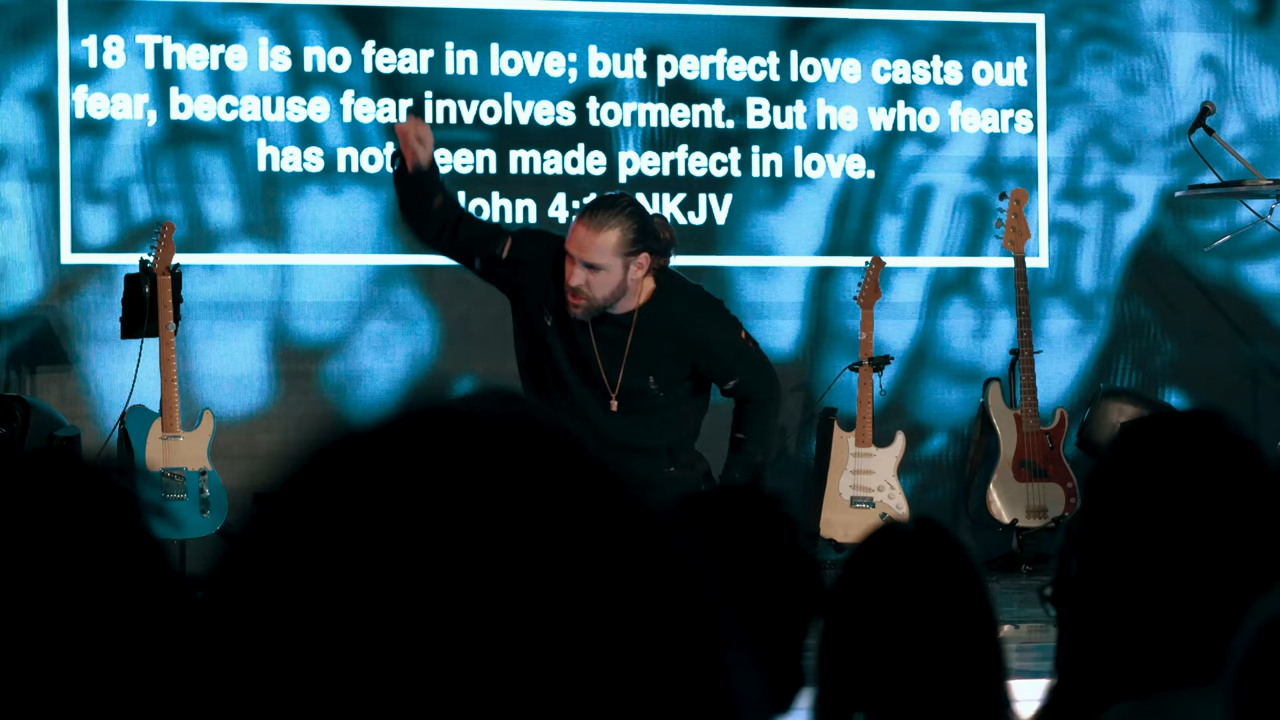 18 There is no fear in love; but perfect love casts out
fear, because fear involves torment. But he who fears
has not been made perfect in love.
John 4: NKJV